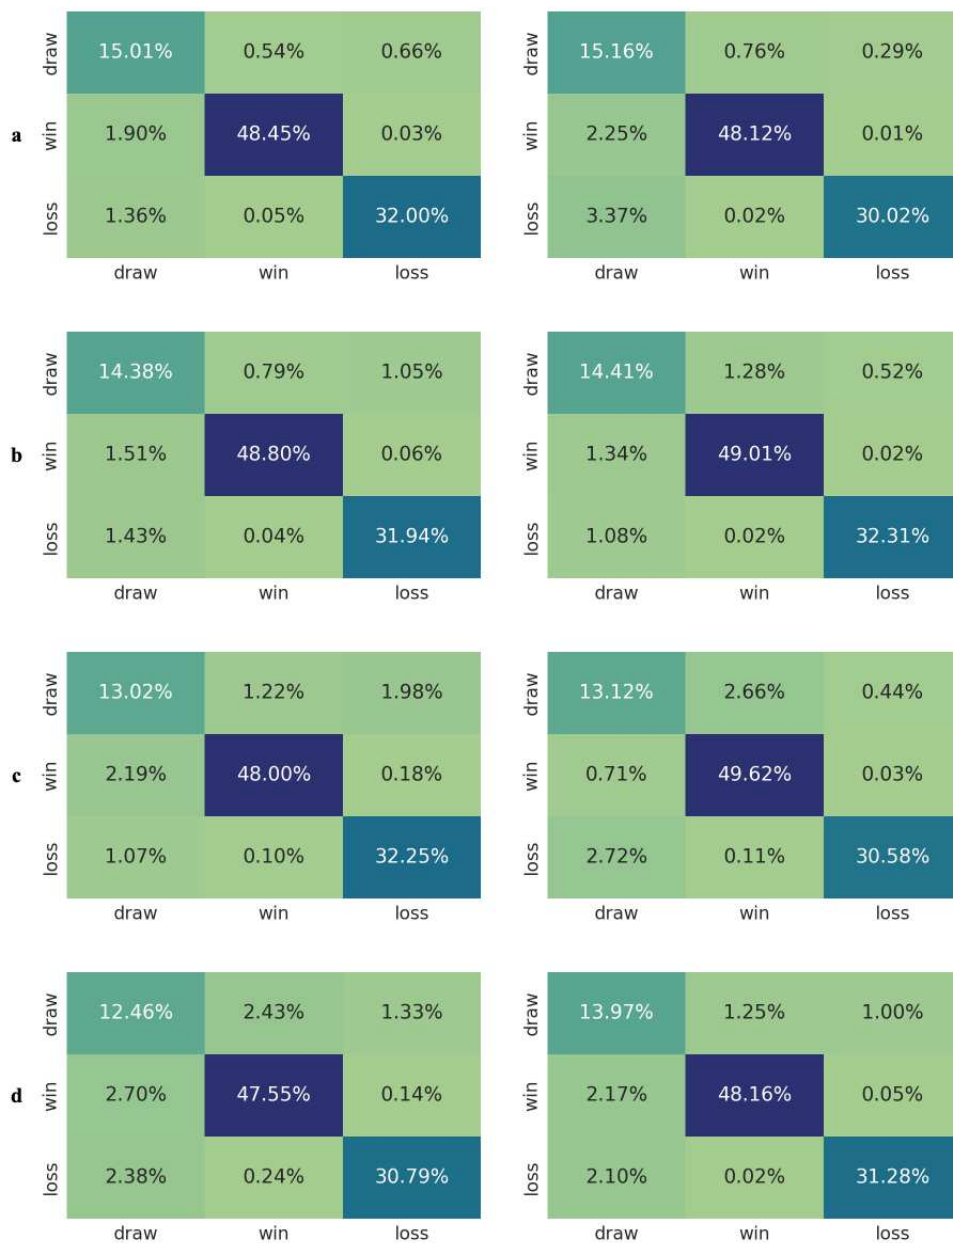 draw 15.01% 0.54% 0.66% draw 15.16% 0.76% 0.29%
a win 1.90% 48.45% 0.03% win 2.25% 48.12% 0.01%
loss 1.36% 0.05% 32.00% loss 3.37% 0.02% 30.02%
draw win loss draw win loss
draw 14.38% 0.79% 1.05% draw 14.41% 1.28% 0.52%
b win 1.51% 48.80% 0.06% win 1.34% 49.01% 0.02%
loss 1.43% 0.04% 31.94% loss 1.08% 0.02% 32.31%
draw win loss draw win loss
draw 13.02% 1.22% 1.98% draw 13.12% 2.66% 0.44%
c win 2.19% 48.00% 0.18% win 0.71% 49.62% 0.03%
loss 1.07% 0.10% 32.25% loss 2.72% 0.11% 30.58%
draw win loss draw win loss
draw 12.46% 2.43% 1.33% draw 13.97% 1.25% 1.00%
d win 2.70% 47.55% 0.14% win 2.17% 48.16% 0.05%
loss 2.38% 0.24% 30.79% loss 2.10% 0.02% 31.28%
draw win loss draw win loss